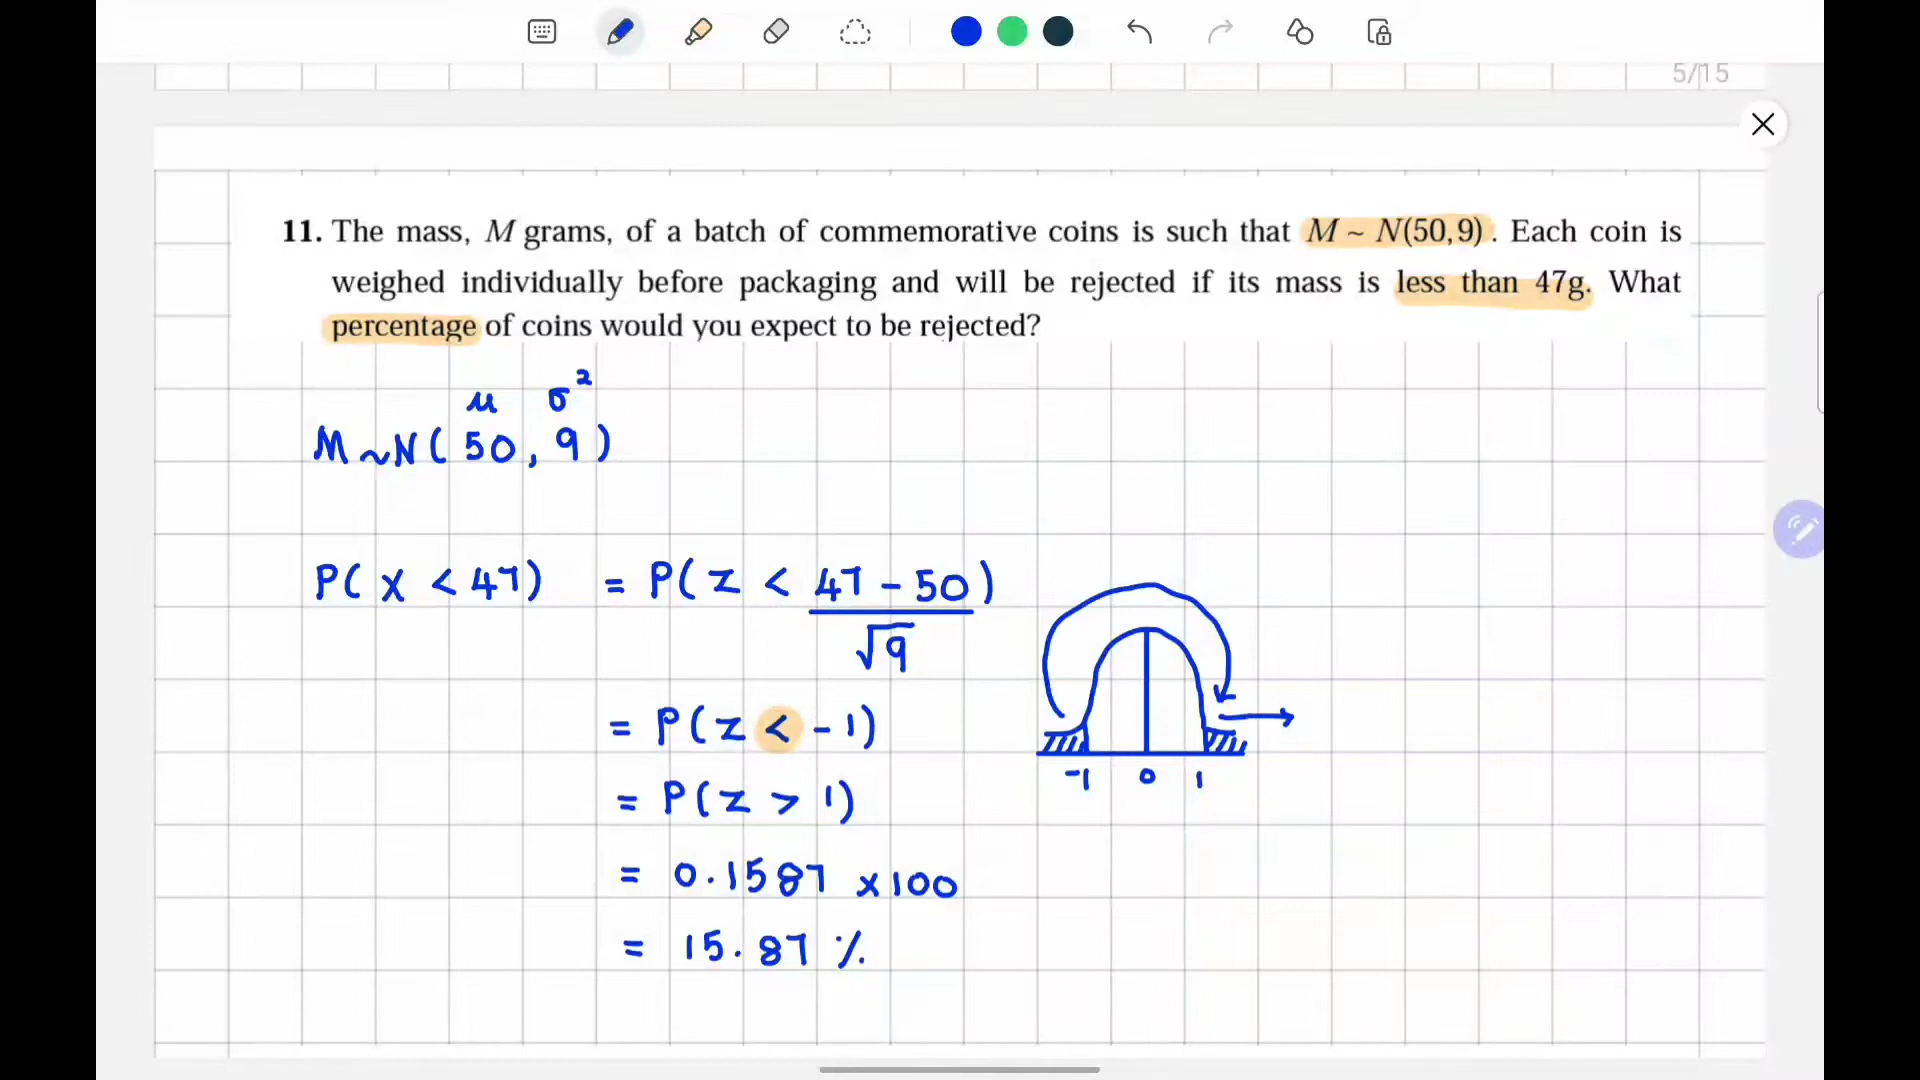 5/15
11. The mass, M grams, of a batch of commemorative coins is such that M ~ N(50,9). Each coin is
weighed individually before packaging and will be rejected if its mass is less than 47g. What
percentage of coins would you expect to be rejected?
μ σ²
M ~ N( 50 , 9 )
P( X < 47) = P( Z < 47 - 50 )
√9
= P( Z < -1)
= P( Z > 1)
-1 0 1
= 0.1587 ×100
= 15.87 %